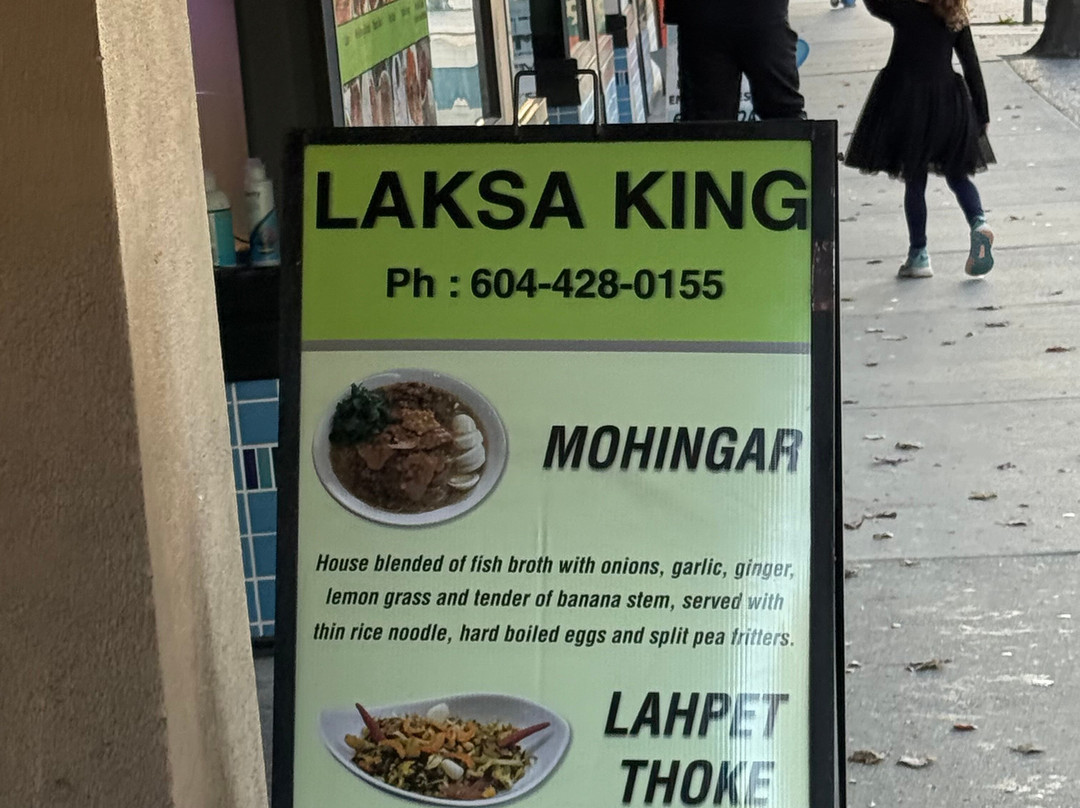 LAKSA KING
Ph : 604-428-0155
MOHINGAR
House blended of fish broth with onions, garlic, ginger,
lemon grass and tender of banana stem, served with
thin rice noodle, hard boiled eggs and split pea fritters.
LAHPET
THOKE